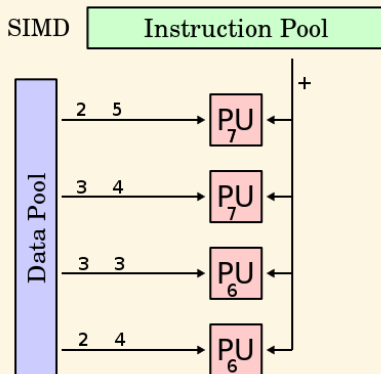 SIMD
Instruction Pool
+
Data Pool
2 5
PU
7
3 4
PU
7
3 3
PU
6
2 4
PU
6